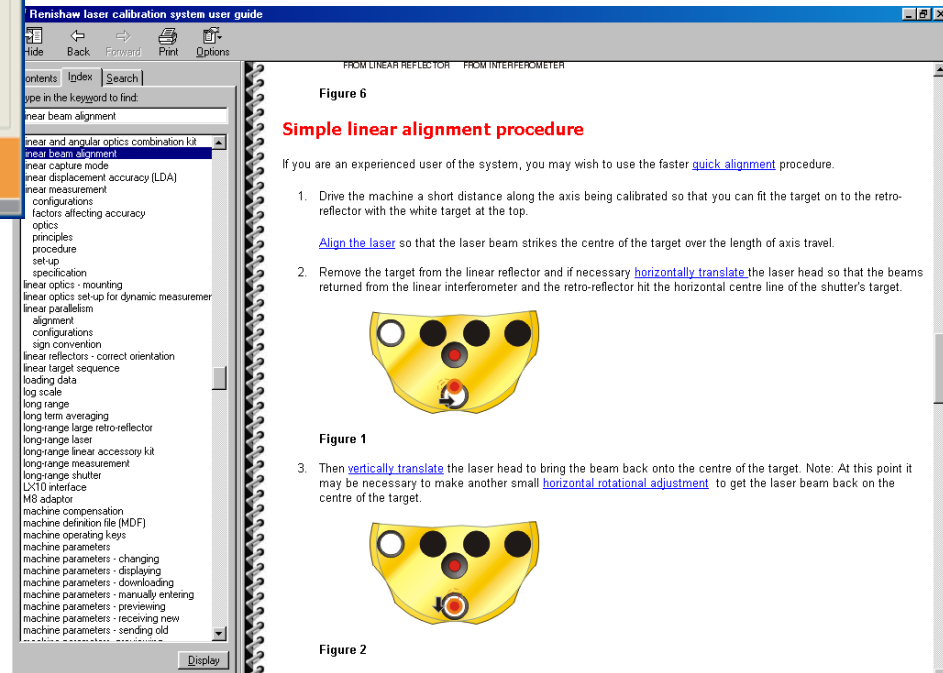 Renishaw laser calibration system user guide
Hide Back Forward Print Options
Contents Index Search
Type in the keyword to find:
linear beam alignment
linear and angular optics combination kit
linear beam alignment
linear capture mode
linear displacement accuracy (LDA)
linear measurement
configurations
factors affecting accuracy
optics
principles
procedure
set-up
specification
linear optics - mounting
linear optics set-up for dynamic measuremer
linear parallelism
alignment
configurations
sign convention
linear reflectors - correct orientation
linear target sequence
loading data
log scale
long range
long term averaging
long-range large retro-reflector
long-range laser
long-range linear accessory kit
long-range measurement
long-range shutter
LX10 interface
M8 adaptor
machine compensation
machine definition file (MDF)
machine operating keys
machine parameters
machine parameters - changing
machine parameters - displaying
machine parameters - downloading
machine parameters - manually entering
machine parameters - previewing
machine parameters - receiving new
machine parameters - sending old
Display
FROM LINEAR REFLECTOR FROM INTERFEROMETER
Figure 6
Simple linear alignment procedure
If you are an experienced user of the system, you may wish to use the faster quick alignment procedure.
1. Drive the machine a short distance along the axis being calibrated so that you can fit the target on to the retro-
reflector with the white target at the top.
Align the laser so that the laser beam strikes the centre of the target over the length of axis travel.
2. Remove the target from the linear reflector and if necessary horizontally translate the laser head so that the beams
returned from the linear interferometer and the retro-reflector hit the horizontal centre line of the shutter's target.
Figure 1
3. Then vertically translate the laser head to bring the beam back onto the centre of the target. Note: At this point it
may be necessary to make another small horizontal rotational adjustment to get the laser beam back on the
centre of the target.
Figure 2